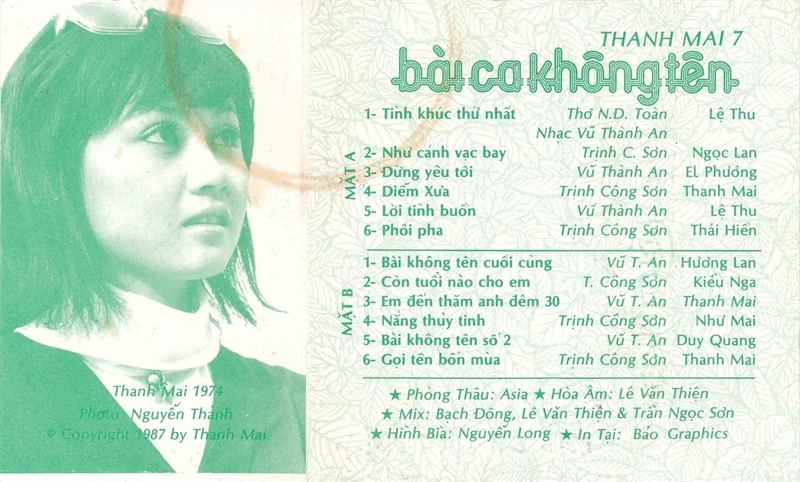 THANH MAI 7
bài ca không tên
MẶT A
1- Tình khúc thứ nhất Thơ N.D. Toàn Lệ Thu
Nhạc Vũ Thành An
2- Như cánh vạc bay Trịnh C. Sơn Ngọc Lan
3- Đừng yêu tôi Vũ Thành An El Phương
4- Diễm Xưa Trịnh Công Sơn Thanh Mai
5- Lời tình buồn Vũ Thành An Lệ Thu
6- Phôi pha Trịnh Công Sơn Thái Hiền
MẶT B
1- Bài không tên cuối cùng Vũ T. An Hương Lan
2- Còn tuổi nào cho em T. Công Sơn Kiều Nga
3- Em đến thăm anh đêm 30 Vũ T. An Thanh Mai
4- Nắng thủy tinh Trịnh Công Sơn Như Mai
5- Bài không tên số 2 Vũ T. An Duy Quang
6- Gọi tên bốn mùa Trịnh Công Sơn Thanh Mai
★ Phòng Thâu: Asia ★ Hòa Âm: Lê Văn Thiện
★ Mix: Bạch Đông, Lê Văn Thiện & Trần Ngọc Sơn
★ Hình Bìa: Nguyễn Long ★ In Tại: Bảo Graphics
Thanh Mai 1974
Photo: Nguyễn Thành
© Copyright 1987 by Thanh Mai